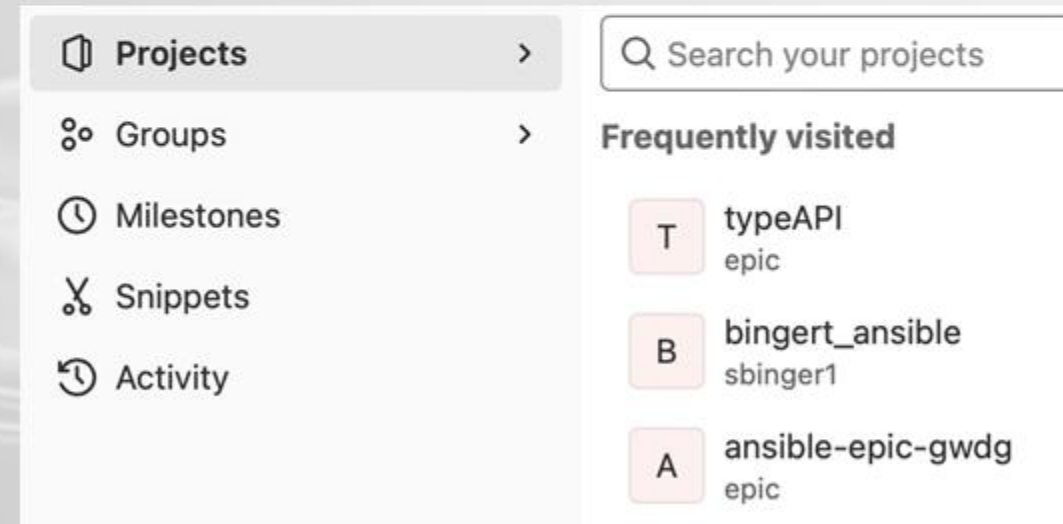 Projects
Groups
Milestones
Snippets
Activity
Search your projects
Frequently visited
T
typeAPI
epic
B
bingert_ansible
sbinger1
A
ansible-epic-gwdg
epic